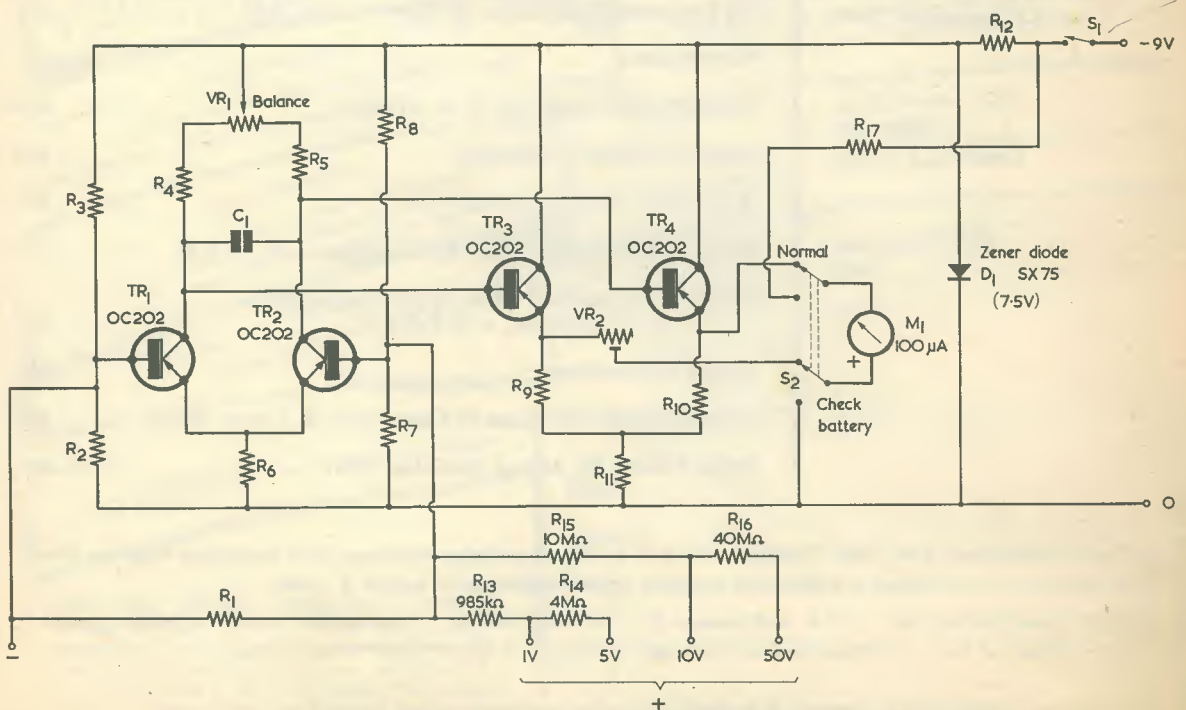 R12
S1
-9V
VR1 Balance
R8
R17
R5
R4
R3
C1
TR3
OC202
TR4
OC202
Normal
Zener diode
D1 SX75
(7·5V)
TR1
OC202
TR2
OC202
VR2
M1
100μA
+
S2
R9
R10
Check
battery
R2
R7
R6
R11
O
R15
10MΩ
R16
40MΩ
R13
985kΩ
R14
4MΩ
R1
−
1V
5V
10V
50V
+